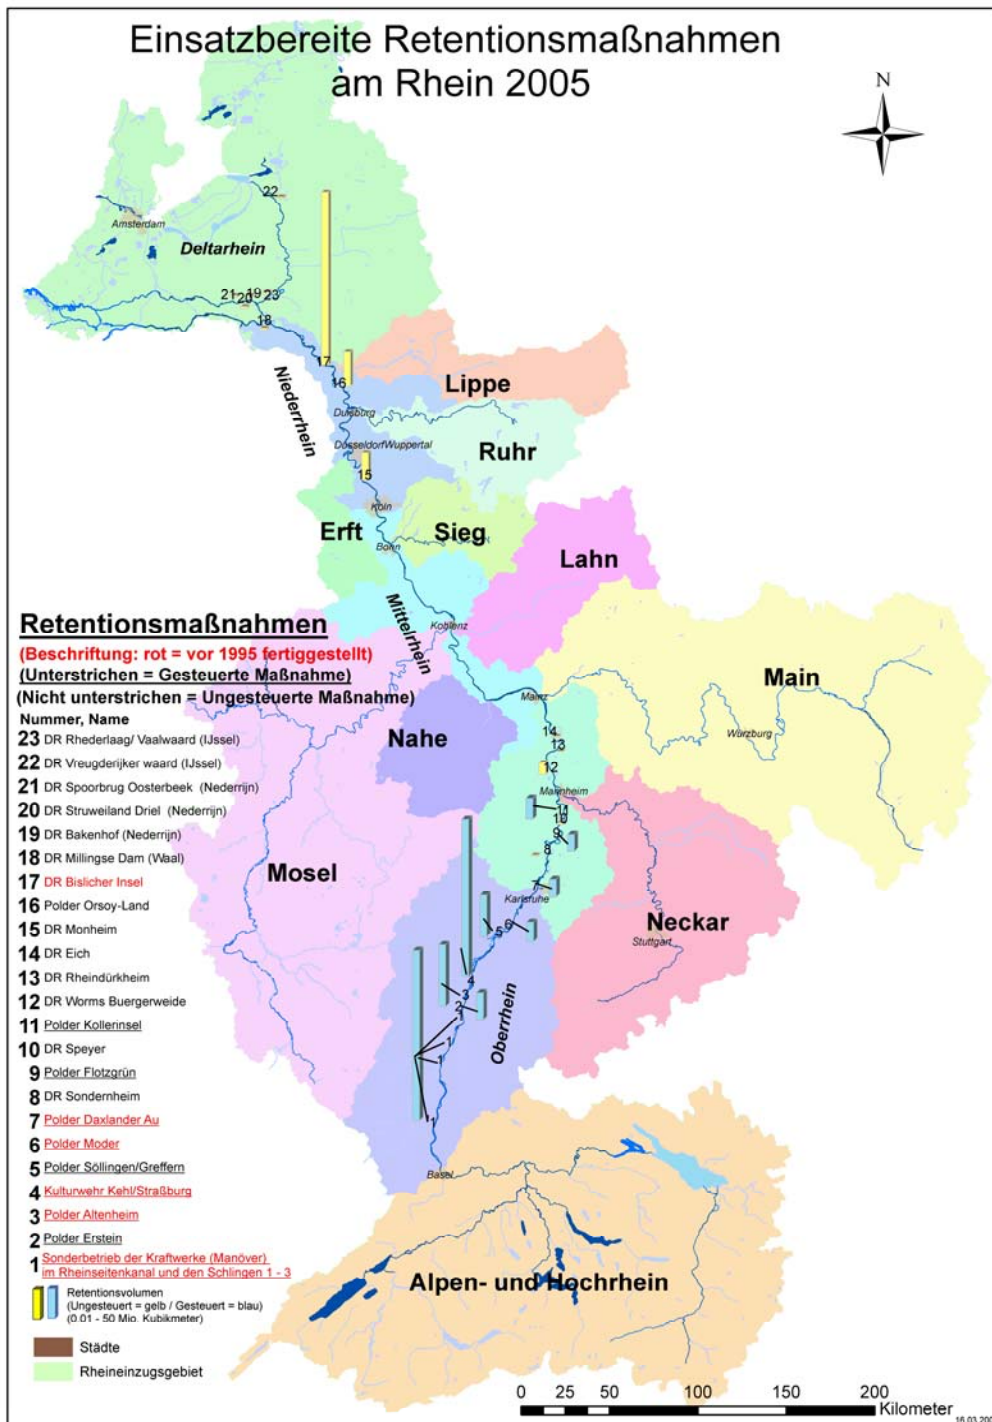 Einsatzbereite Retentionsmaßnahmen
am Rhein 2005
N
22
Amsterdam
Deltarhein
21
20
19
23
18
17
16
Niederrhein
Lippe
Duisburg
Düsseldorf
Wuppertal
Ruhr
15
Köln
Erft
Sieg
Bonn
Lahn
Mittelrhein
Koblenz
Main
Mainz
Würzburg
Nahe
14
13
12
Mannheim
11
10
9
8
Mosel
7
Karlsruhe
6
5
Neckar
Stuttgart
4
3
2
1
1
1
1
Oberrhein
Basel
Alpen- und Hochrhein
Retentionsmaßnahmen
(Beschriftung: rot = vor 1995 fertiggestellt)
(Unterstrichen = Gesteuerte Maßnahme)
(Nicht unterstrichen = Ungesteuerte Maßnahme)
Nummer, Name
23 DR Rhederlaag/ Vaalwaard (IJssel)
22 DR Vreugderijker waard (IJssel)
21 DR Spoorbrug Oosterbeek (Nederrijn)
20 DR Struweiland Driel (Nederrijn)
19 DR Bakenhof (Nederrijn)
18 DR Millingse Dam (Waal)
17 DR Bislicher Insel
16 Polder Orsoy-Land
15 DR Monheim
14 DR Eich
13 DR Rheindürkheim
12 DR Worms Buergerweide
11 Polder Kollerinsel
10 DR Speyer
9 Polder Flotzgrün
8 DR Sondernheim
7 Polder Daxlander Au
6 Polder Moder
5 Polder Söllingen/Greffern
4 Kulturwehr Kehl/Straßburg
3 Polder Altenheim
2 Polder Erstein
1 Sonderbetrieb der Kraftwerke (Manöver)
im Rheinseitenkanal und den Schlingen 1 - 3
Retentionsvolumen
(Ungesteuert = gelb / Gesteuert = blau)
(0.01 - 50 Mio. Kubikmeter)
Städte
Rheineinzugsgebiet
0 25 50 100 150 200
Kilometer